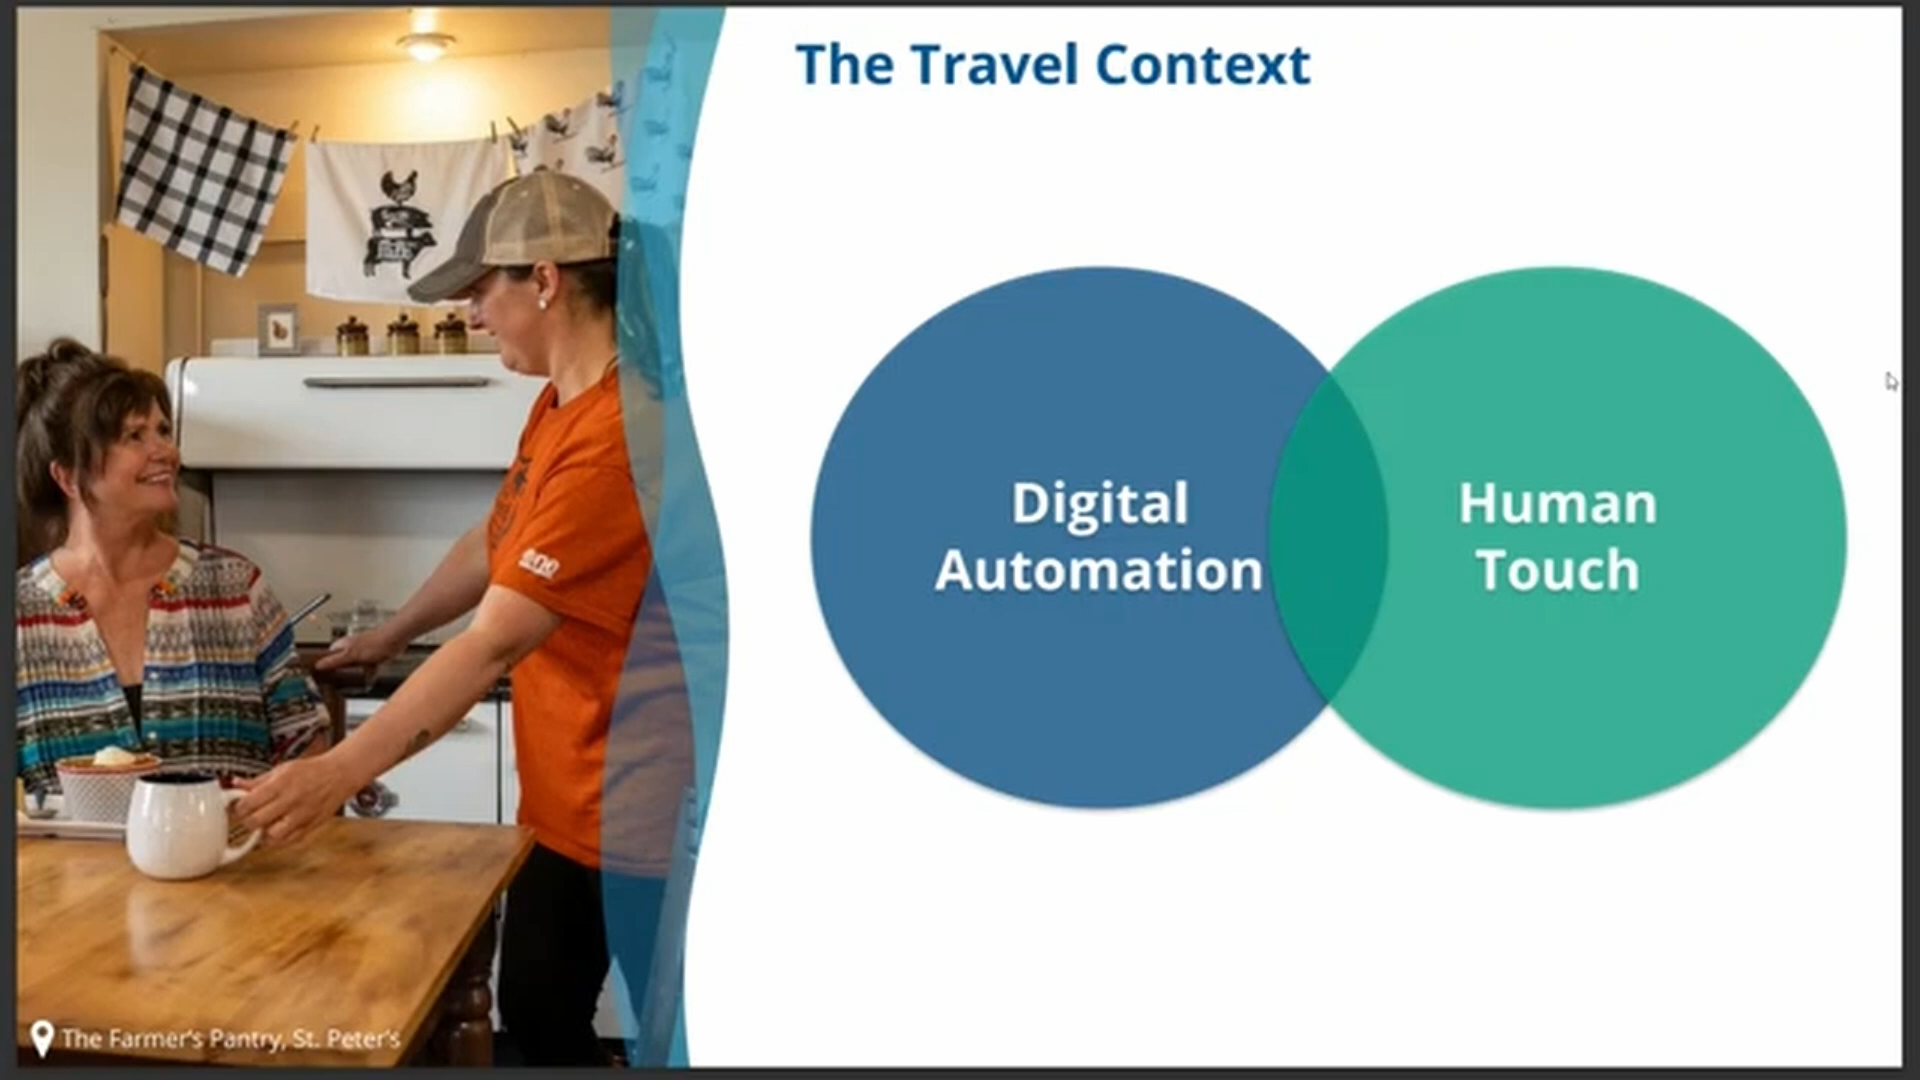 The Travel Context
Digital
Automation
Human
Touch
The Farmer's Pantry, St. Peter's